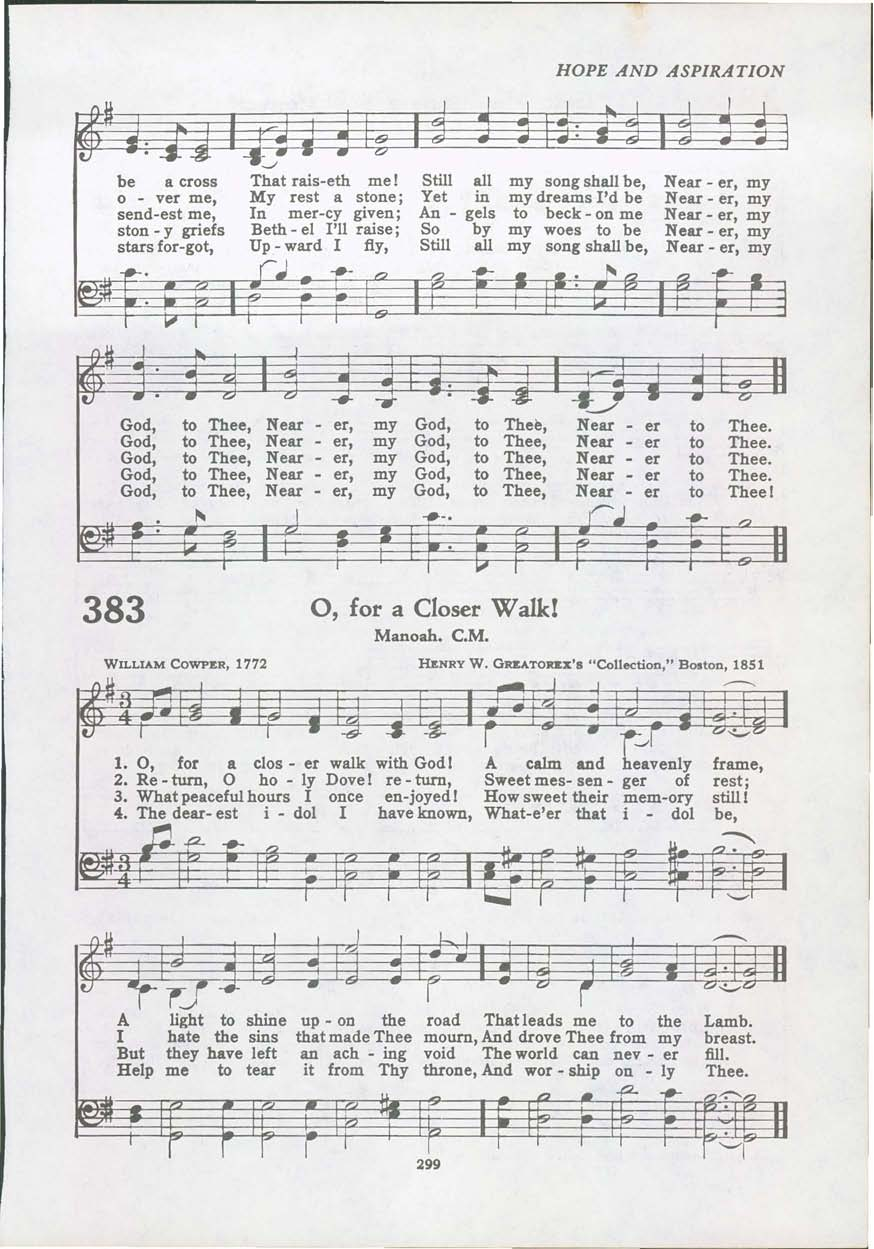 HOPE AND ASPIRATION
be a cross That rais-eth me! Still all my song shall be, Near - er, my
o - ver me, My rest a stone; Yet in my dreams I'd be Near - er, my
send-est me, In mer-cy given; An - gels to beck - on me Near - er, my
ston - y griefs Beth - el I'll raise; So by my woes to be Near - er, my
stars for-got, Up - ward I fly, Still all my song shall be, Near - er, my
God, to Thee, Near - er, my God, to Thee, Near - er to Thee.
God, to Thee, Near - er, my God, to Thee, Near - er to Thee.
God, to Thee, Near - er, my God, to Thee, Near - er to Thee.
God, to Thee, Near - er, my God, to Thee, Near - er to Thee.
God, to Thee, Near - er, my God, to Thee, Near - er to Thee!
383 O, for a Closer Walk!
Manoah. C.M.
WILLIAM COWPER, 1772 HENRY W. GREATOREX'S "Collection," Boston, 1851
3
4
1. O, for a clos - er walk with God! A calm and heavenly frame,
2. Re - turn, O ho - ly Dove! re - turn, Sweet mes- sen - ger of rest;
3. What peaceful hours I once en-joyed! How sweet their mem-ory still!
4. The dear- est i - dol I have known, What-e'er that i - dol be,
3
4
A light to shine up - on the road That leads me to the Lamb.
I hate the sins that made Thee mourn, And drove Thee from my breast.
But they have left an ach - ing void The world can nev - er fill.
Help me to tear it from Thy throne, And wor - ship on - ly Thee.
299